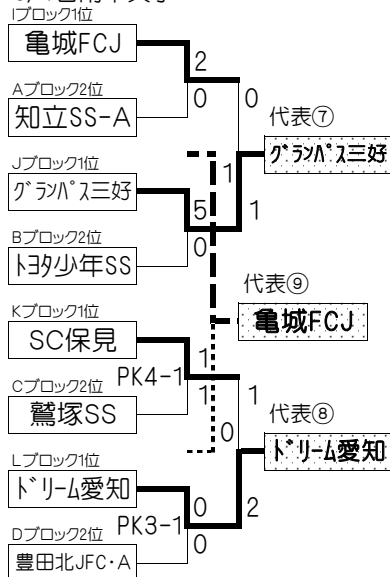 Iブロック1位
亀城FCJ
2
Aブロック2位
0
0
知立SS-A
代表⑦
グランパス三好
Jブロック1位
1
グランパス三好
5
1
Bブロック2位
0
トヨタ少年SS
代表⑨
亀城FCJ
Kブロック1位
SC保見
1
Cブロック2位
PK4-1
1
1
鷲塚SS
代表⑧
0
ドリーム愛知
Lブロック1位
ドリーム愛知
0
2
Dブロック2位
PK3-1
0
豊田北JFC・A